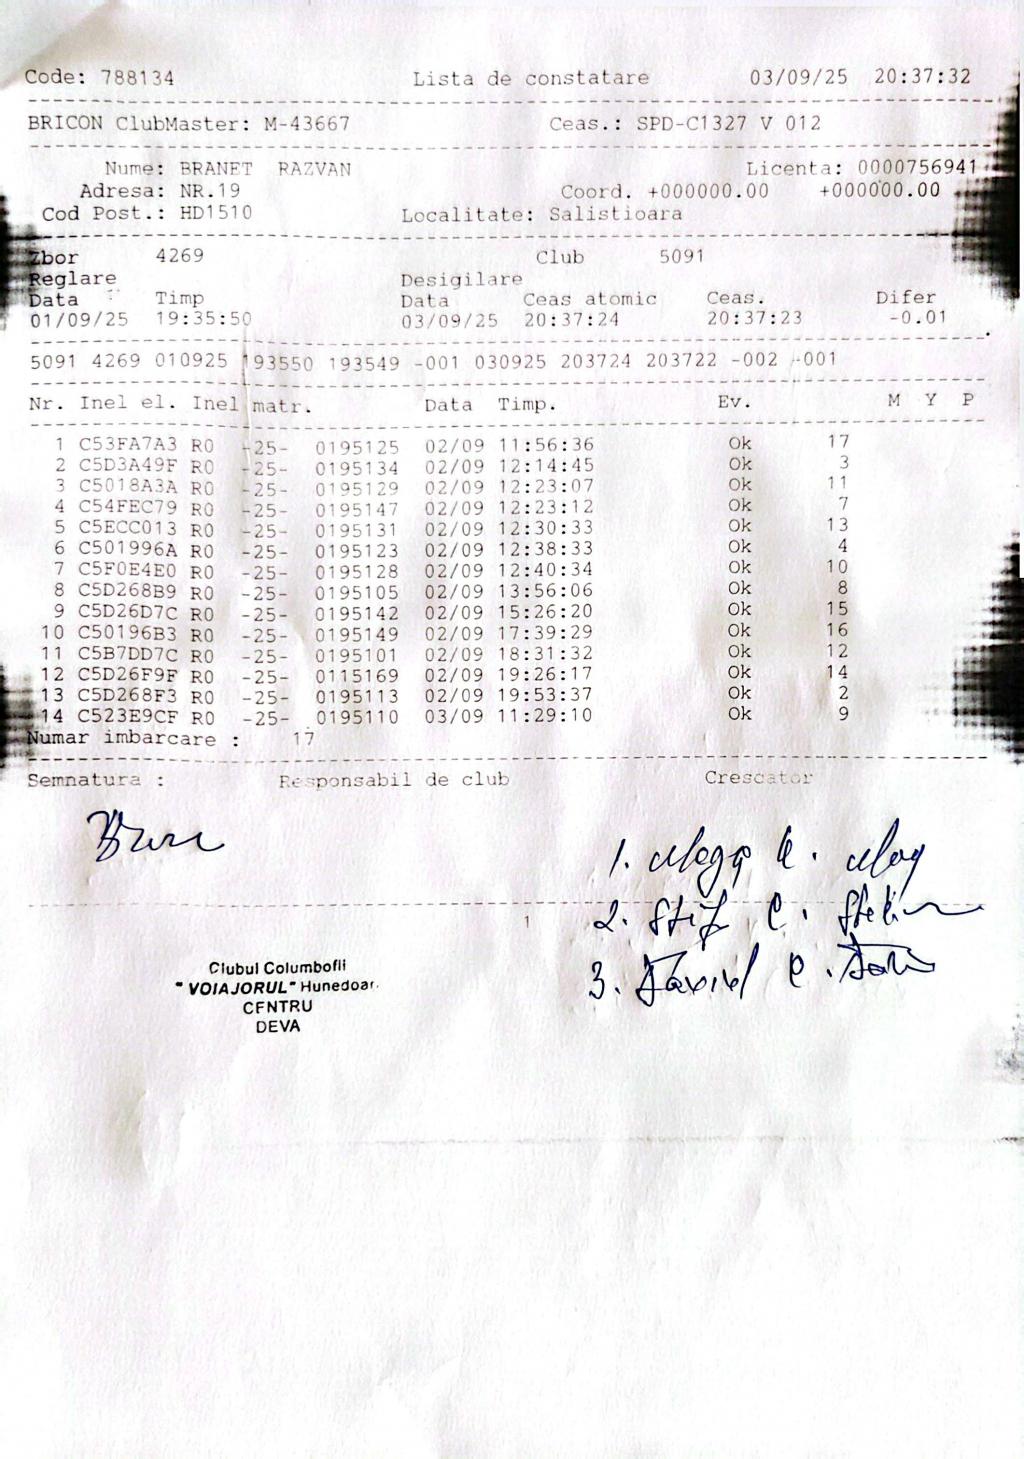 Code: 788134 Lista de constatare 03/09/25 20:37:32
BRICON ClubMaster: M-43667 Ceas.: SPD-C1327 V 012
Nume: BRANET RAZVAN Licenta: 0000756941
Adresa: NR.19 Coord. +000000.00 +000000.00
Cod Post.: HD1510 Localitate: Salistioara
Zbor 4269 Club 5091
Reglare Desigilare
Data Timp Data Ceas atomic Ceas. Difer
01/09/25 19:35:50 03/09/25 20:37:24 20:37:23 -0.01
5091 4269 010925 193550 193549 -001 030925 203724 203722 -002 -001
Nr. Inel el. Inel matr. Data Timp. Ev. M Y P
1 C53FA7A3 RO -25- 0195125 02/09 11:56:36 Ok 17
2 C5D3A49F RO -25- 0195134 02/09 12:14:45 Ok 3
3 C5018A3A RO -25- 0195129 02/09 12:23:07 Ok 11
4 C54FEC79 RO -25- 0195147 02/09 12:23:12 Ok 7
5 C5ECC013 RO -25- 0195131 02/09 12:30:33 Ok 13
6 C501996A RO -25- 0195123 02/09 12:38:33 Ok 4
7 C5F0E4E0 RO -25- 0195128 02/09 12:40:34 Ok 10
8 C5D268B9 RO -25- 0195105 02/09 13:56:06 Ok 8
9 C5D26D7C RO -25- 0195142 02/09 15:26:20 Ok 15
10 C50196B3 RO -25- 0195149 02/09 17:39:29 Ok 16
11 C5B7DD7C RO -25- 0195101 02/09 18:31:32 Ok 12
12 C5D26F9F RO -25- 0115169 02/09 19:26:17 Ok 14
13 C5D268F3 RO -25- 0195113 02/09 19:53:37 Ok 2
14 C523E9CF RO -25- 0195110 03/09 11:29:10 Ok 9
Numar imbarcare : 17
Semnatura : Responsabil de club Crescator
1.
2.
3.
1
Clubul Columbofil
"VOIAJORUL" Hunedoar.
CENTRU
DEVA